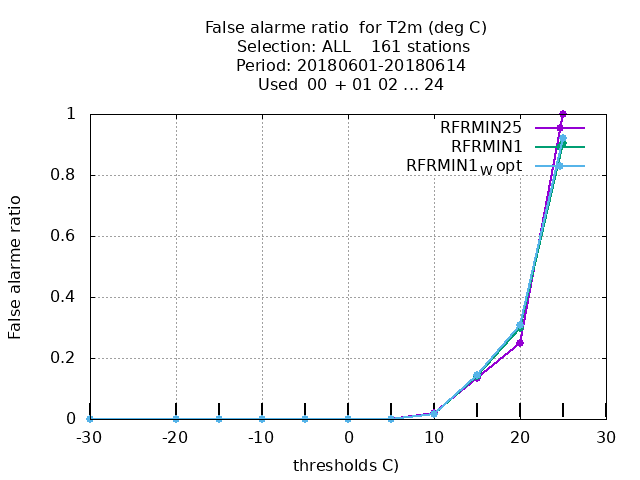 False alarme ratio  for T2m (deg C)
Selection: ALL    161 stations
Period: 20180601-20180614
Used  00  + 01 02 ... 24
RFRMIN25
RFRMIN1
RFRMIN1W opt
1
0.8
0.6
0.4
0.2
0
False alarme ratio
-30
-20
-10
0
10
20
30
thresholds C)